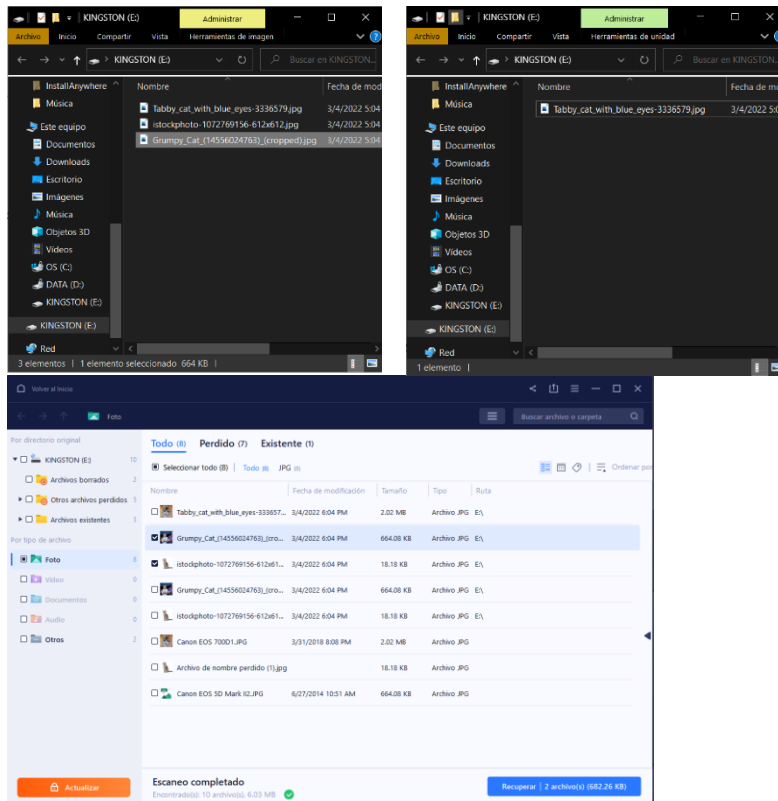 KINGSTON (E:)
Administrar
Archivo Inicio Compartir Vista Herramientas de imagen
KINGSTON (E:)
Buscar en KINGSTON...
InstallAnywhere
Música
Este equipo
Documentos
Downloads
Escritorio
Imágenes
Música
Objetos 3D
Vídeos
OS (C:)
DATA (D:)
KINGSTON (E:)
KINGSTON (E:)
Red
Nombre Fecha de mod
Tabby_cat_with_blue_eyes-3336579.jpg 3/4/2022 5:04
istockphoto-1072769156-612x612.jpg 3/4/2022 5:04
Grumpy_Cat_(14556024763)_(cropped).jpg 3/4/2022 5:04
3 elementos 1 elemento seleccionado 664 KB
KINGSTON (E:)
Administrar
Archivo Inicio Compartir Vista Herramientas de unidad
KINGSTON (E:)
Buscar en KINGSTON...
InstallAnywhere
Música
Este equipo
Documentos
Downloads
Escritorio
Imágenes
Música
Objetos 3D
Vídeos
OS (C:)
DATA (D:)
KINGSTON (E:)
KINGSTON (E:)
Red
Nombre Fecha de mo
Tabby_cat_with_blue_eyes-3336579.jpg 3/4/2022 5:0
1 elemento
Volver al Inicio
Foto
Buscar archivo o carpeta
Por directorio original
KINGSTON (E:) 10
Archivos borrados 2
Otros archivos perdidos 5
Archivos existentes 3
Por tipo de archivo
Foto 8
Vídeo 0
Documentos 0
Audio 0
Otros 2
Actualizar
Todo (8) Perdido (7) Existente (1)
Seleccionar todo (8) Todo (8) JPG (8)
Ordenar por
Nombre Fecha de modificación Tamaño Tipo Ruta
Tabby_cat_with_blue_eyes-333657... 3/4/2022 6:04 PM 2.02 MB Archivo JPG E:\
Grumpy_Cat_(14556024763)_(cro... 3/4/2022 6:04 PM 664.08 KB Archivo JPG E:\
istockphoto-1072769156-612x61... 3/4/2022 6:04 PM 18.18 KB Archivo JPG E:\
Grumpy_Cat_(14556024763)_(cro... 3/4/2022 6:04 PM 664.08 KB Archivo JPG E:\
istockphoto-1072769156-612x61... 3/4/2022 6:04 PM 18.18 KB Archivo JPG E:\
Canon EOS 700D1.JPG 3/31/2018 8:08 PM 2.02 MB Archivo JPG
Archivo de nombre perdido (1).jpg 18.18 KB Archivo JPG
Canon EOS 5D Mark II2.JPG 6/27/2014 10:51 AM 664.08 KB Archivo JPG
Escaneo completado
Encontrado(s): 10 archivo(s), 6.03 MB
Recuperar | 2 archivo(s) (682.26 KB)